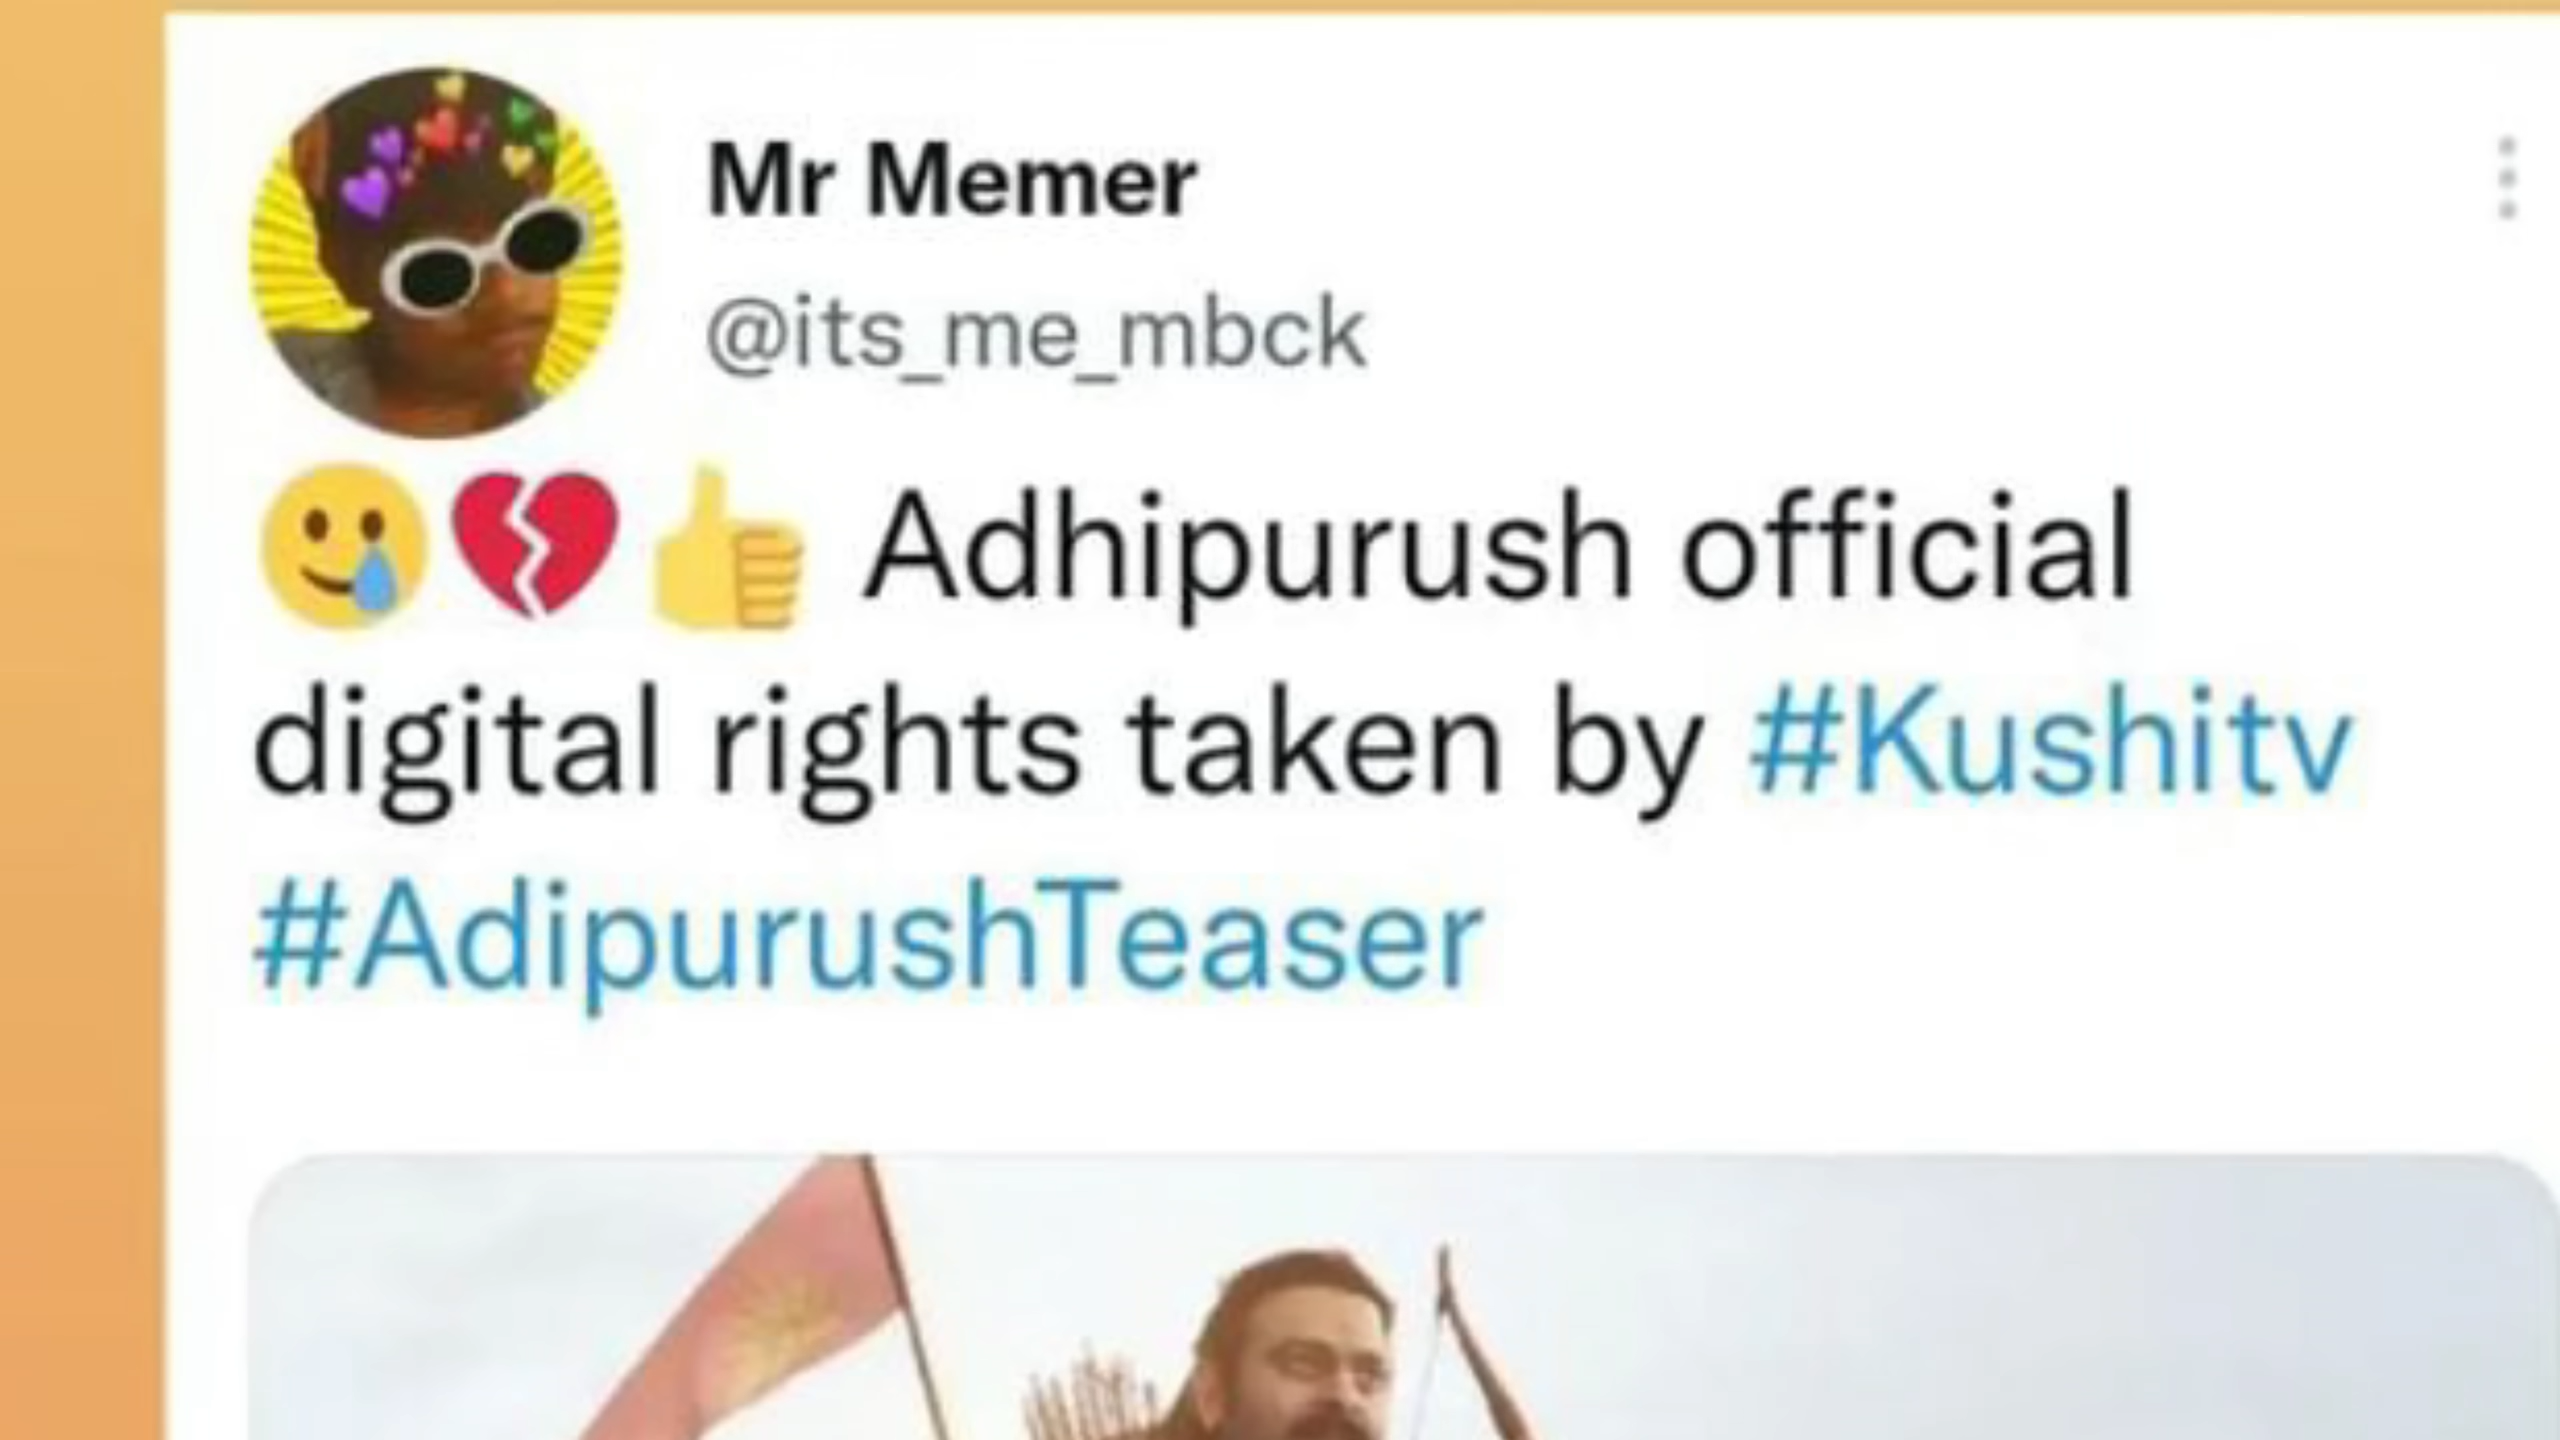 Mr Memer
@its_me_mbck
🥲💔👍 Adhipurush official
digital rights taken by #Kushitv
#AdipurushTeaser